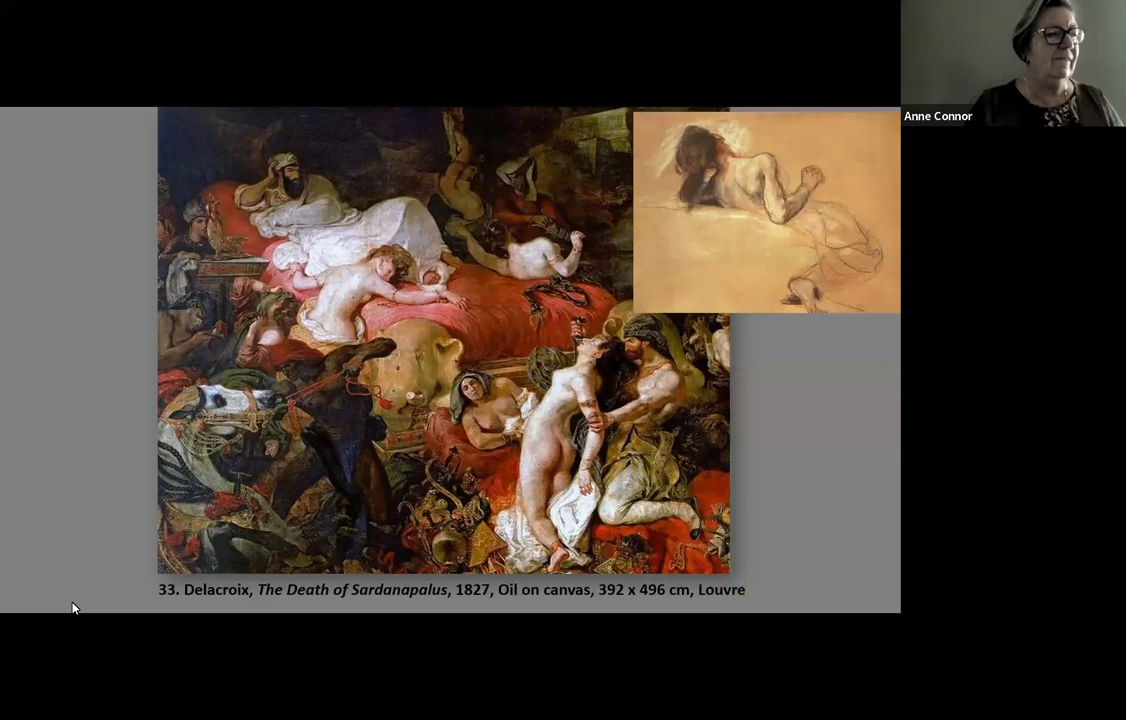 Anne Connor
33. Delacroix, The Death of Sardanapalus, 1827, Oil on canvas, 392 x 496 cm, Louvre